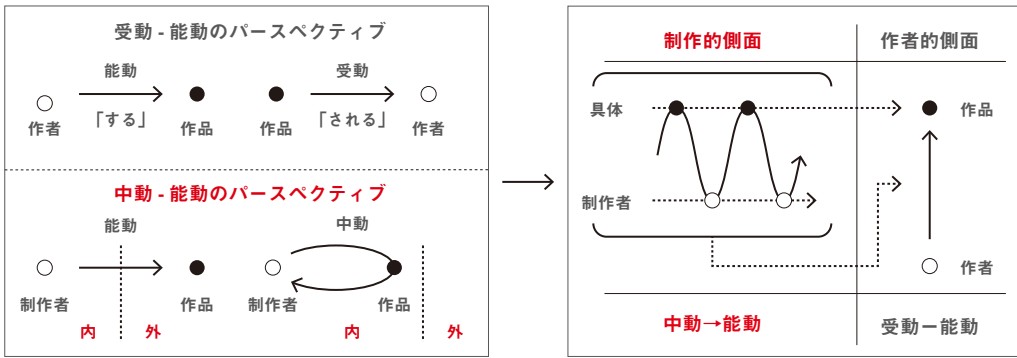 受動 - 能動のパースペクティブ
能動
受動
「する」
「される」
作者
作品
作品
作者
中動 - 能動のパースペクティブ
能動
中動
制作者
作品
制作者
作品
内
外
内
外
制作的側面
作者的側面
具体
作品
制作者
作者
中動→能動
受動ー能動